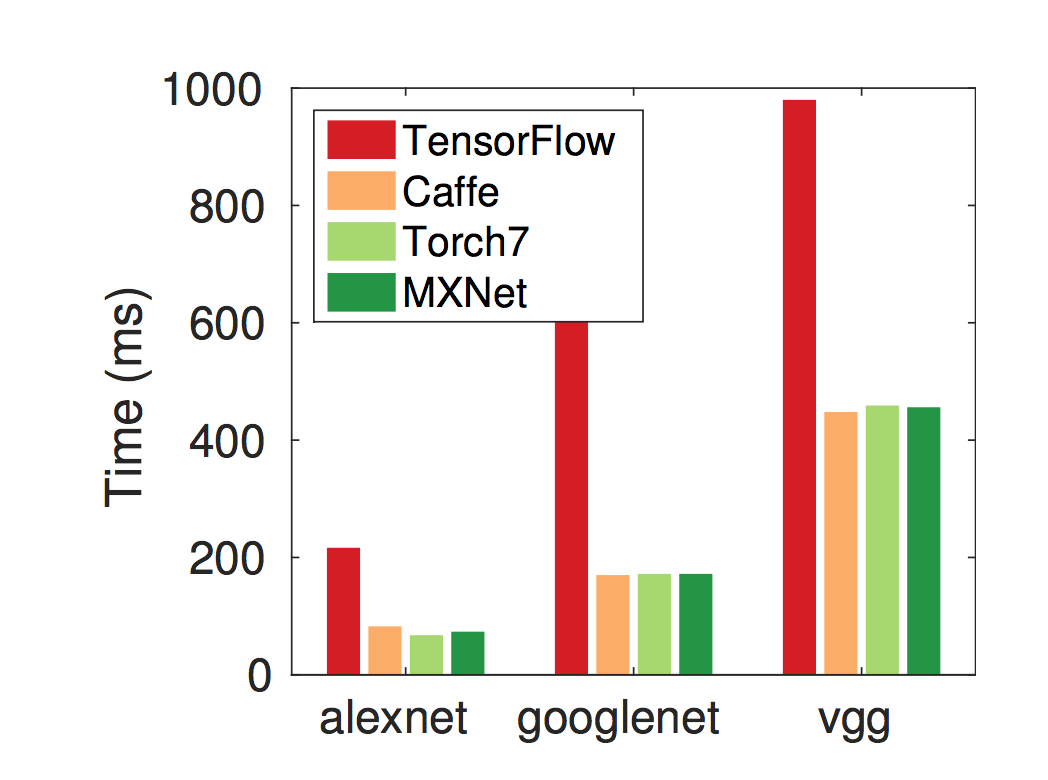 1000
800
600
400
200
0
Time (ms)
TensorFlow
Caffe
Torch7
MXNet
alexnet googlenet vgg